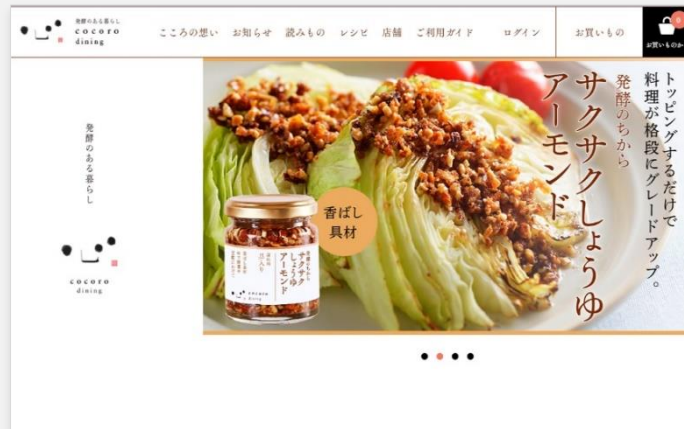 発酵のある暮らし
cocoro
dining
こころの想い
お知らせ
読みもの
レシピ
店舗
ご利用ガイド
ログイン
お買いもの
0
お買いものか
発酵のある暮らし
cocoro
dining
トッピングするだけで
料理が格段にグレードアップ。
発酵のちから
サクサクしょうゆ
アーモンド
香ばし
具材
発酵のちから
サクサク
しょうゆ
アーモンド
cocoro
dining